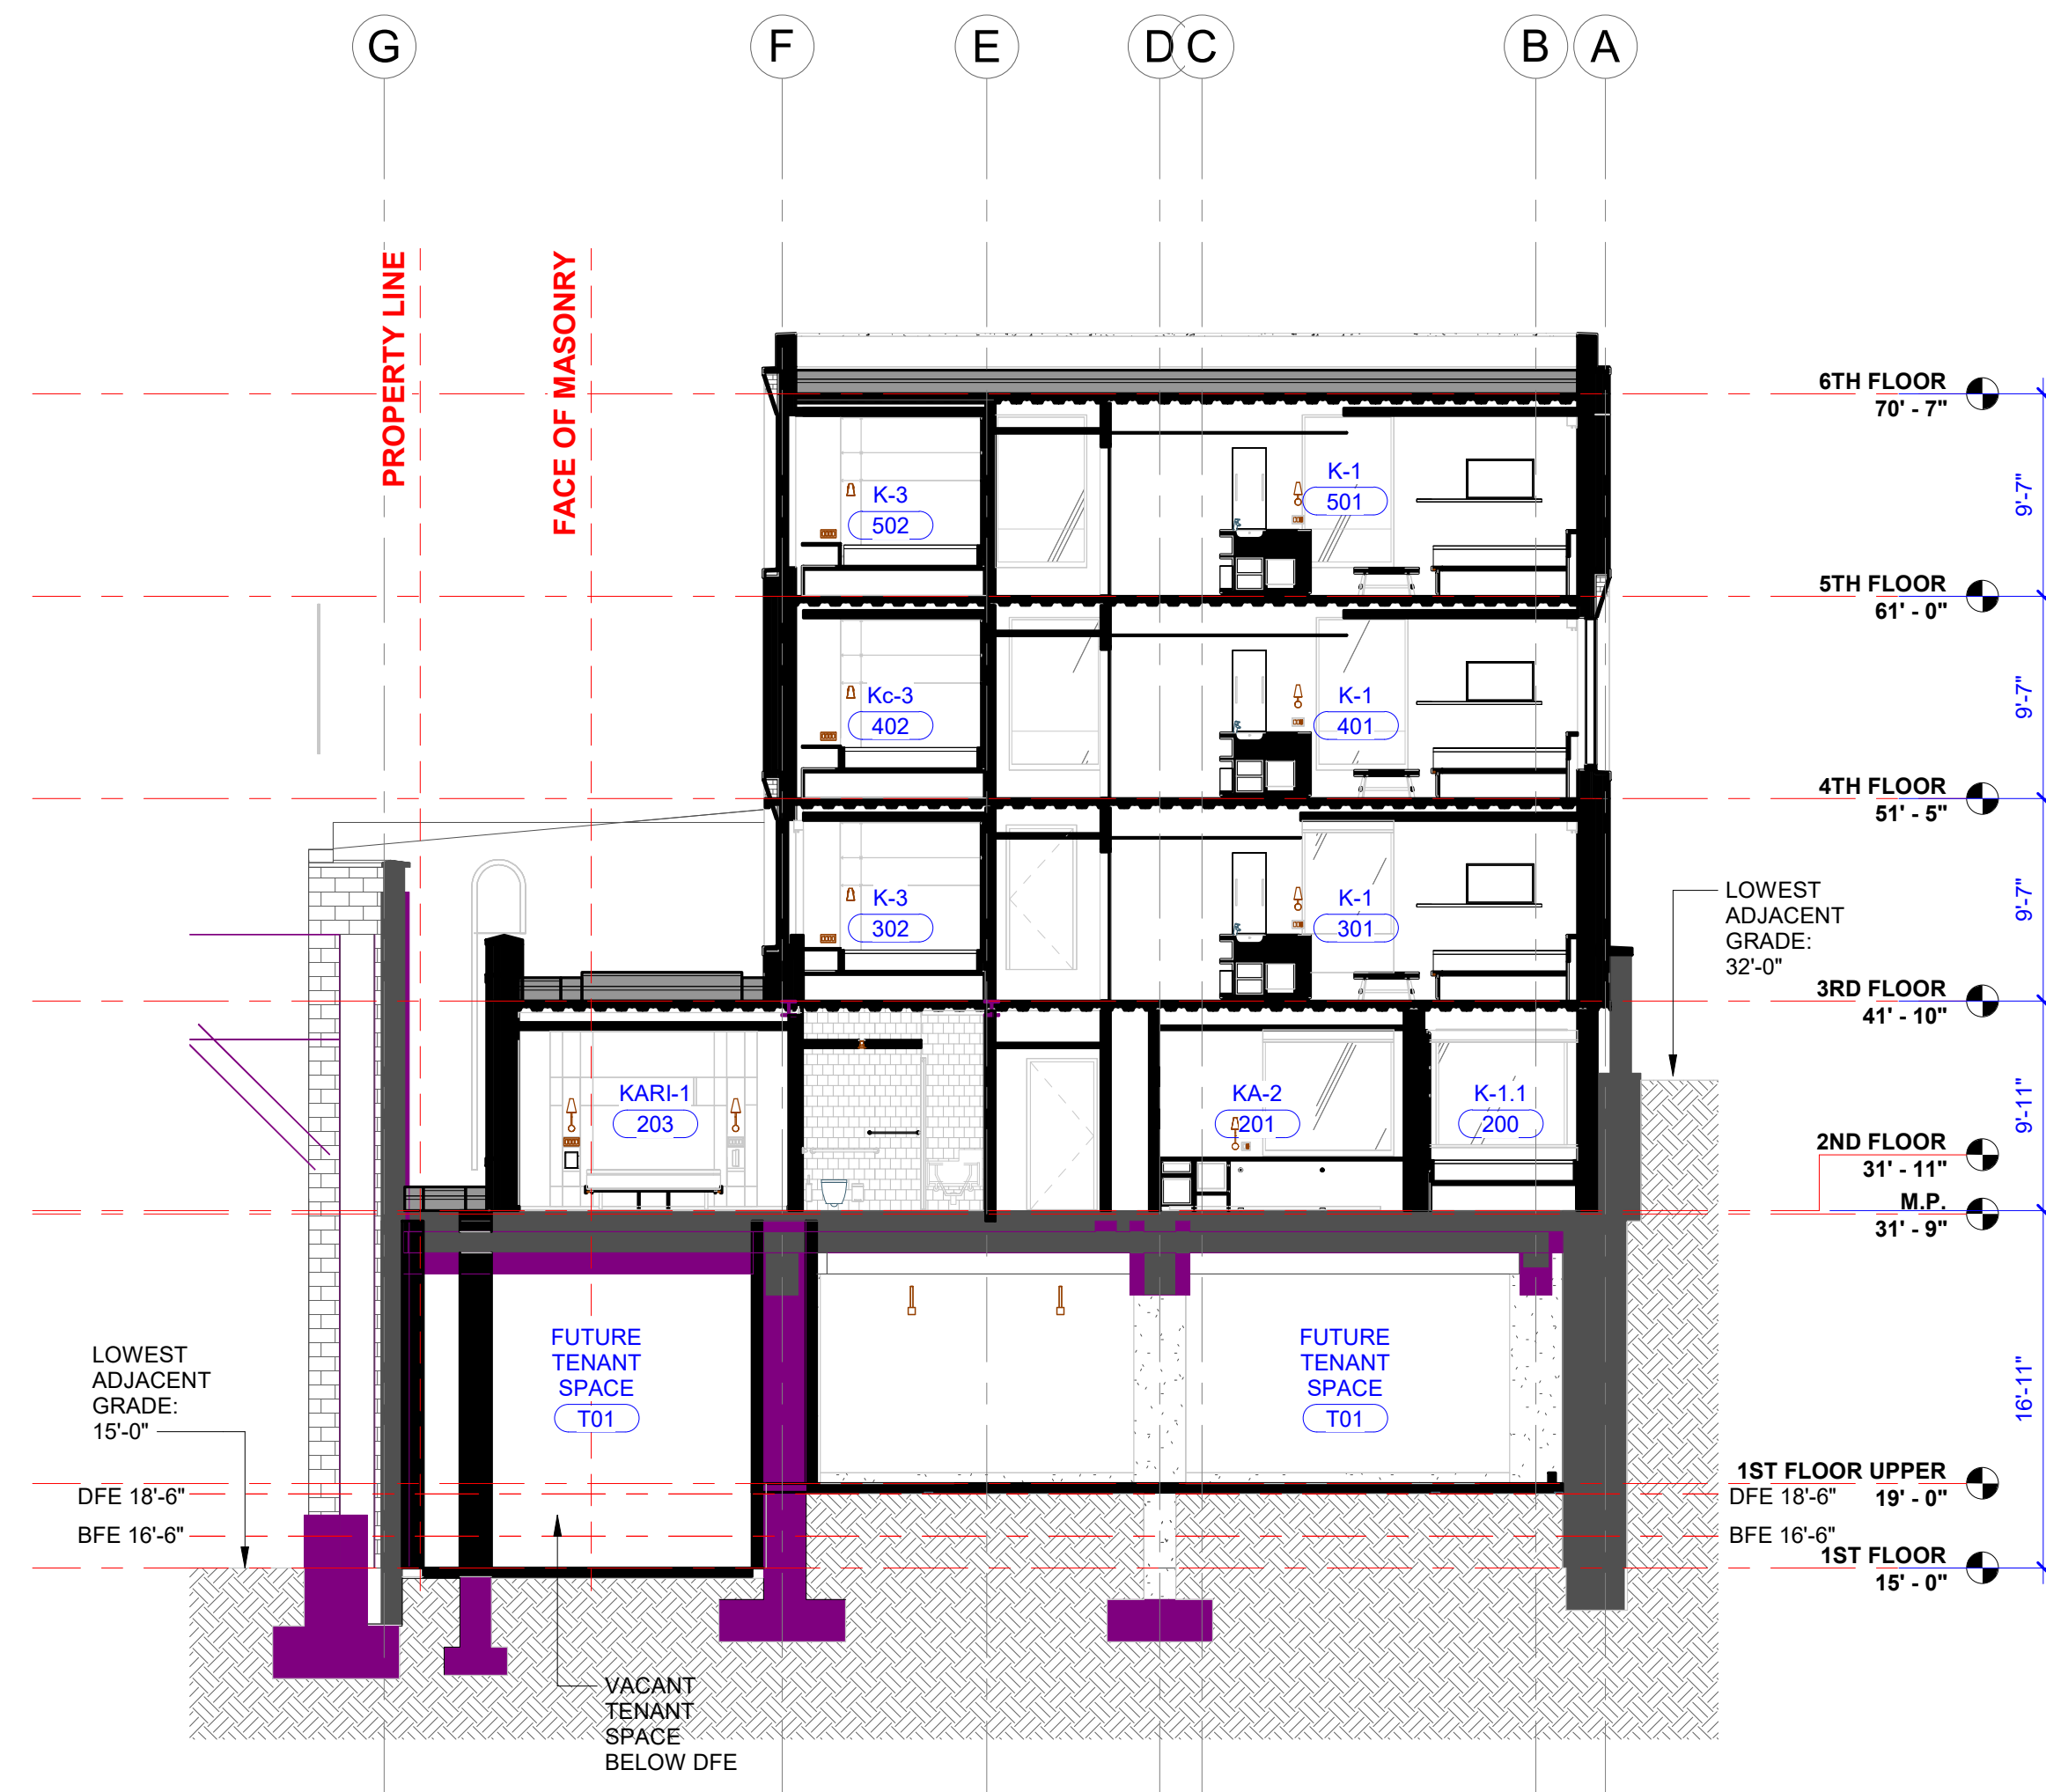 G
F
E
D
C
B
A
PROPERTY LINE
FACE OF MASONRY
6TH FLOOR
70' - 7"
9'-7"
K-3
502
K-1
501
5TH FLOOR
61' - 0"
9'-7"
Kc-3
402
K-1
401
4TH FLOOR
51' - 5"
9'-7"
K-3
302
K-1
301
LOWEST
ADJACENT
GRADE:
32'-0"
3RD FLOOR
41' - 10"
9'-11"
KARI-1
203
KA-2
201
K-1.1
200
2ND FLOOR
31' - 11"
M.P.
31' - 9"
16'-11"
FUTURE
TENANT
SPACE
T01
FUTURE
TENANT
SPACE
T01
LOWEST
ADJACENT
GRADE:
15'-0"
DFE 18'-6"
BFE 16'-6"
1ST FLOOR UPPER
19' - 0"
DFE 18'-6"
BFE 16'-6"
1ST FLOOR
15' - 0"
VACANT
TENANT
SPACE
BELOW DFE